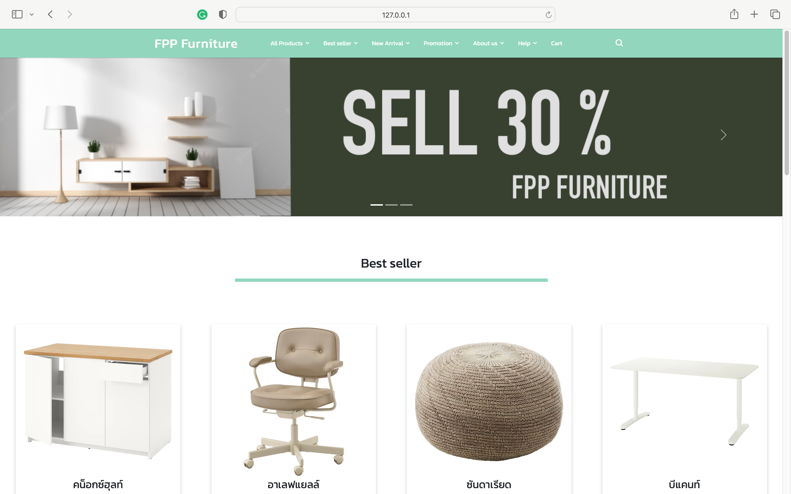 127.0.0.1
FPP Furniture
All Products
Best seller
New Arrival
Promotion
About us
Help
Cart
SELL 30 %
FPP FURNITURE
Best seller
คน็อกซ์ฮุลท์
อาเลฟแยลล์
ซันดาเรียด
บีแคนท์